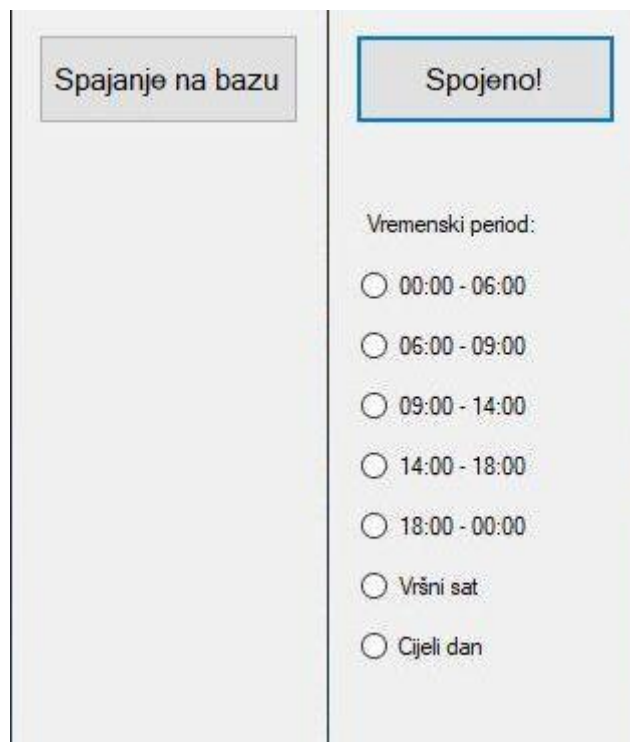 Spajanje na bazu
Spojeno!
Vremenski period:
00:00 - 06:00
06:00 - 09:00
09:00 - 14:00
14:00 - 18:00
18:00 - 00:00
Vršni sat
Cijeli dan